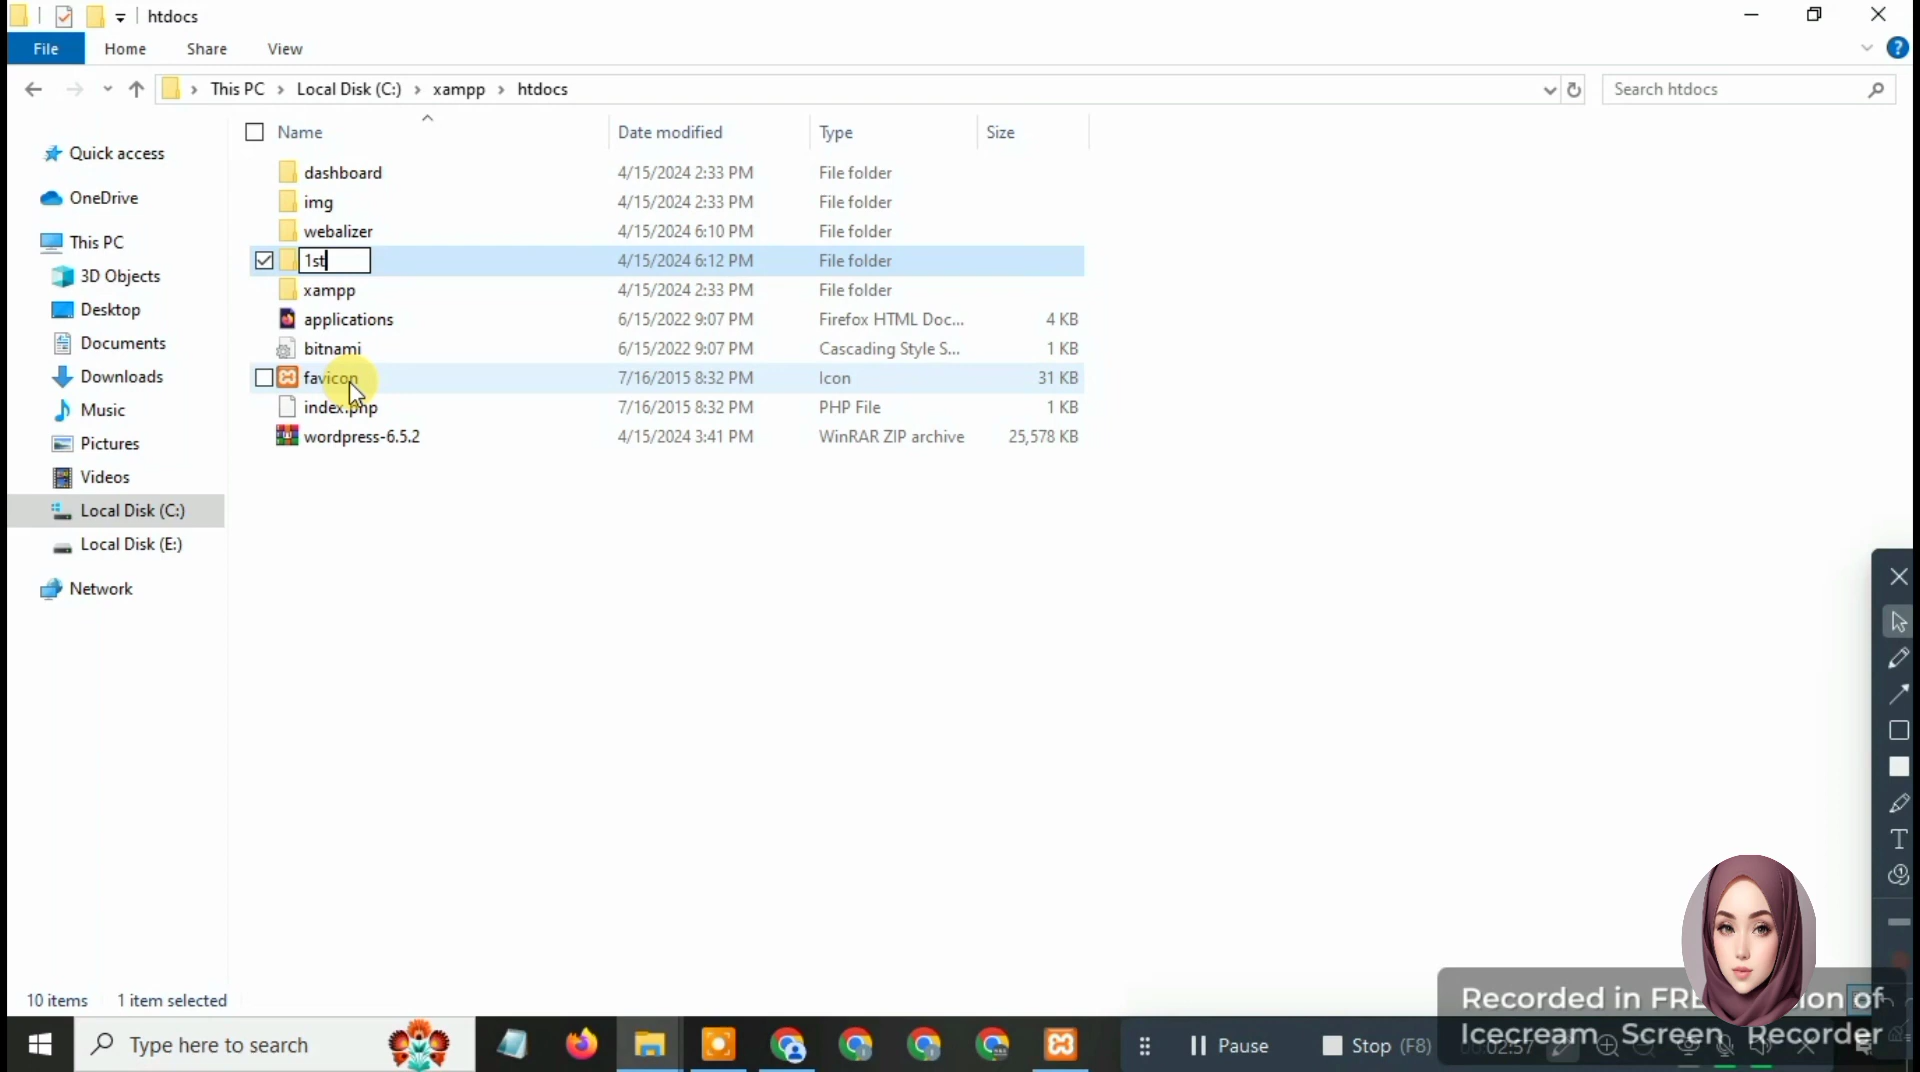 htdocs
File Home Share View
This PC Local Disk (C:) xampp htdocs
Search htdocs
Name Date modified Type Size
Quick access
OneDrive
This PC
3D Objects
Desktop
Documents
Downloads
Music
Pictures
Videos
Local Disk (C:)
Local Disk (E:)
Network
dashboard 4/15/2024 2:33 PM File folder
img 4/15/2024 2:33 PM File folder
webalizer 4/15/2024 6:10 PM File folder
1st 4/15/2024 6:12 PM File folder
xampp 4/15/2024 2:33 PM File folder
applications 6/15/2022 9:07 PM Firefox HTML Doc... 4 KB
bitnami 6/15/2022 9:07 PM Cascading Style S... 1 KB
favicon 7/16/2015 8:32 PM Icon 31 KB
index.php 7/16/2015 8:32 PM PHP File 1 KB
wordpress-6.5.2 4/15/2024 3:41 PM WinRAR ZIP archive 25,578 KB
10 items 1 item selected
Recorded in
of
Icecream Screen Recorder
Type here to search
Pause
Stop (F8)